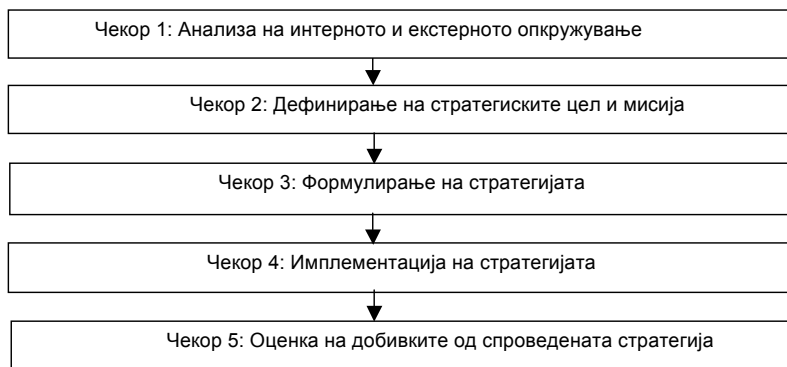 Чекор 1: Анализа на интерното и екстерното опкружување
Чекор 2: Дефинирање на стратегиските цел и мисија
Чекор 3: Формулирање на стратегијата
Чекор 4: Имплементација на стратегијата
Чекор 5: Оценка на добивките од спроведената стратегија